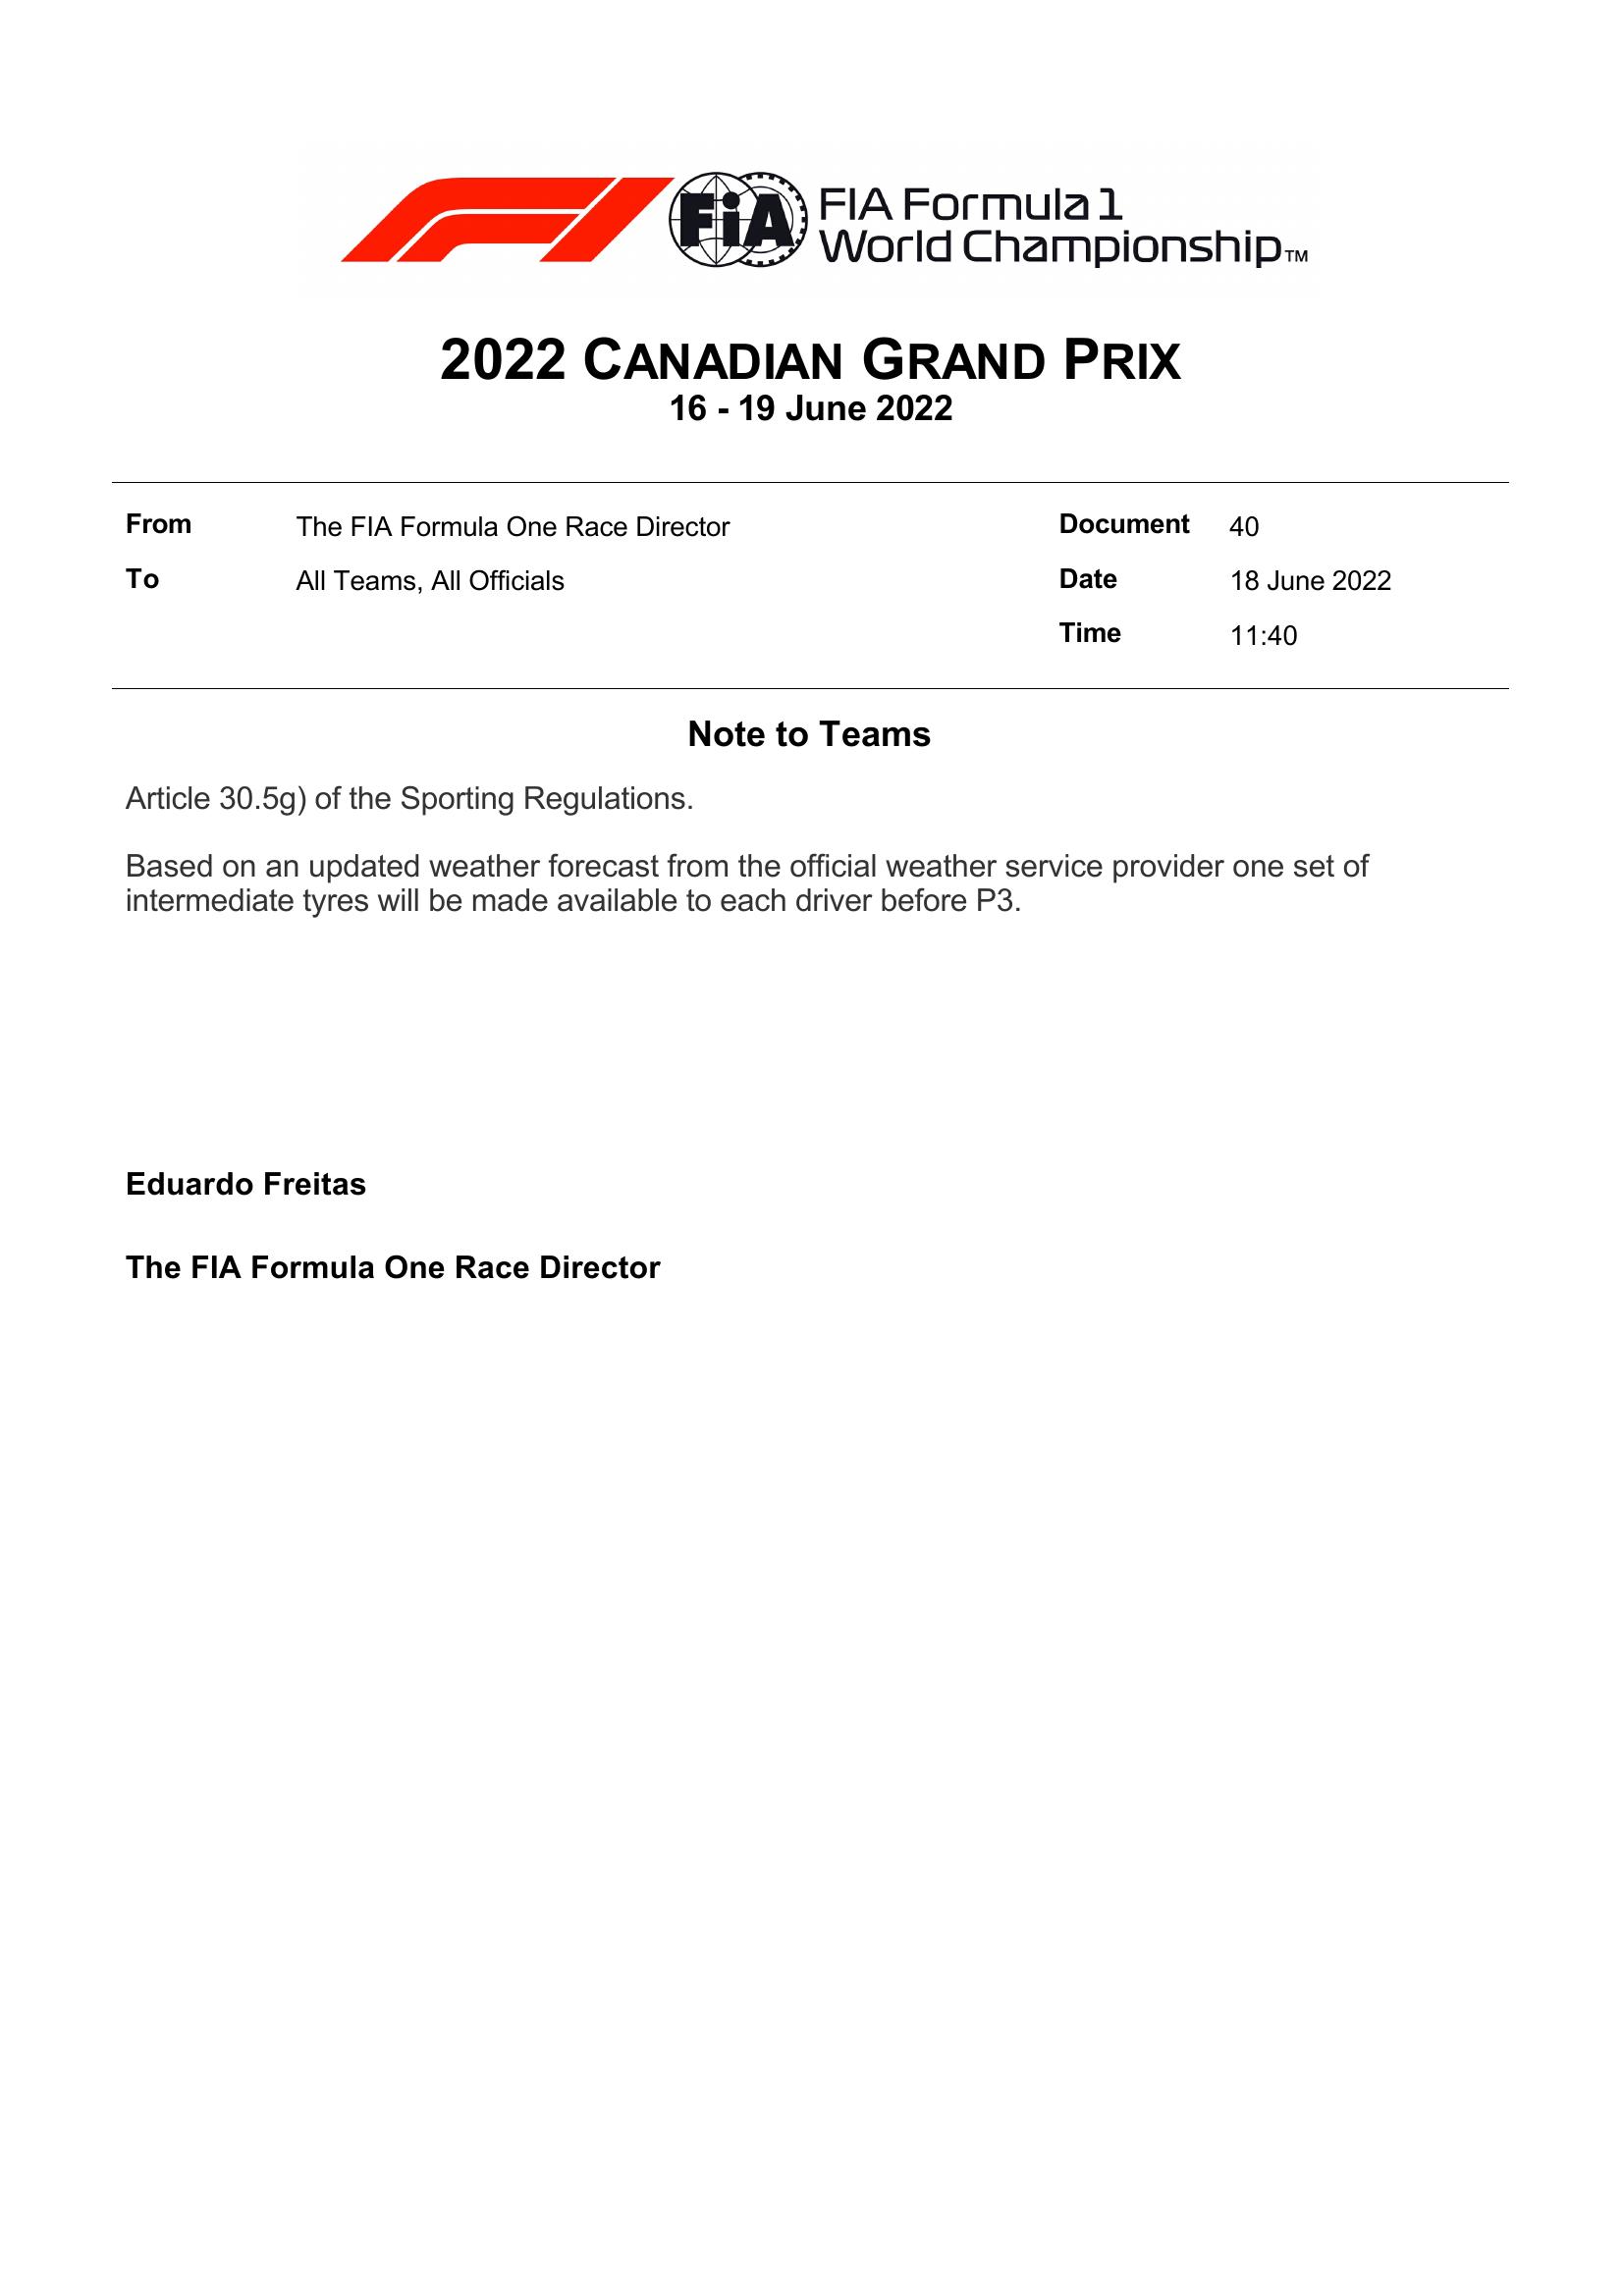 FiA FIA Formula 1
World Championship™
2022 CANADIAN GRAND PRIX
16 - 19 June 2022
From The FIA Formula One Race Director Document 40
To All Teams, All Officials Date 18 June 2022
Time 11:40
Note to Teams
Article 30.5g) of the Sporting Regulations.
Based on an updated weather forecast from the official weather service provider one set of
intermediate tyres will be made available to each driver before P3.
Eduardo Freitas
The FIA Formula One Race Director